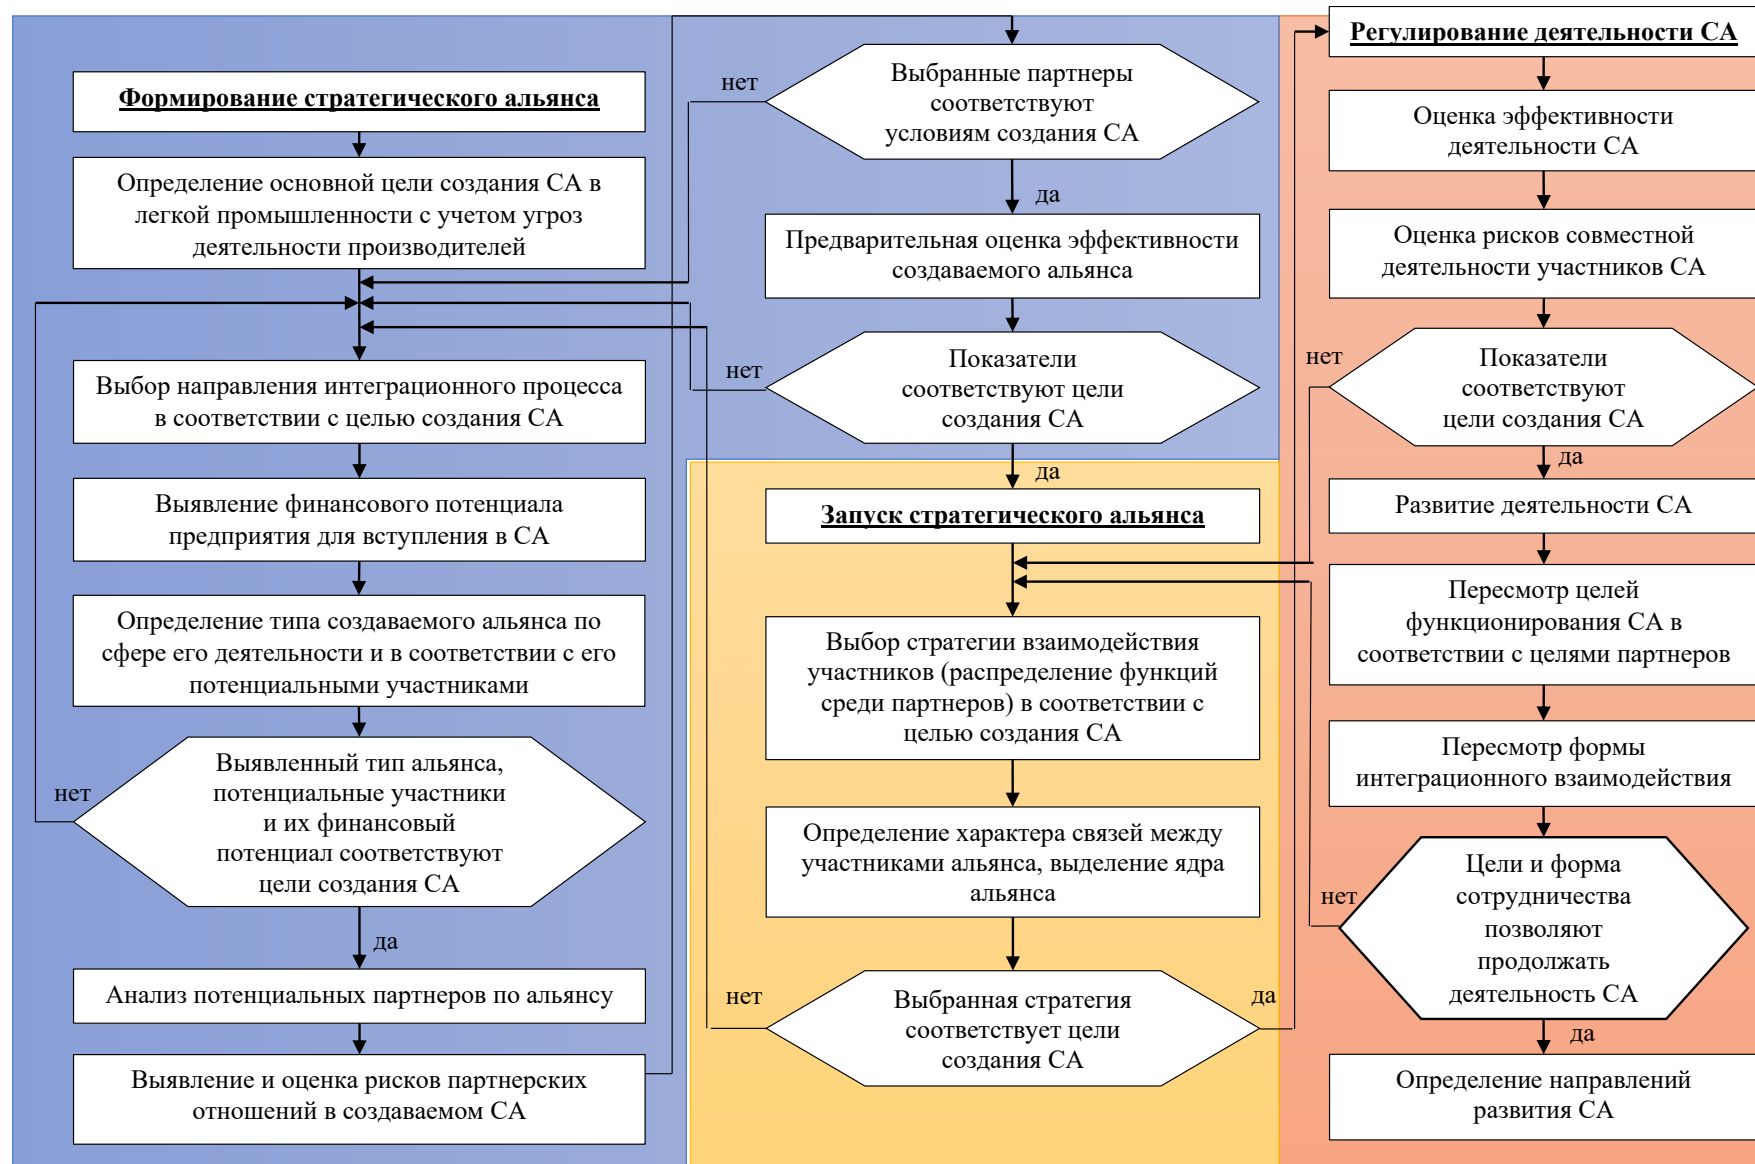 Формирование стратегического альянса
Определение основной цели создания СА в
легкой промышленности с учетом угроз
деятельности производителей
Выбор направления интеграционного процесса
в соответствии с целью создания СА
Выявление финансового потенциала
предприятия для вступления в СА
Определение типа создаваемого альянса по
сфере его деятельности и в соответствии с его
потенциальными участниками
нет
Выявленный тип альянса,
потенциальные участники
и их финансовый
потенциал соответствуют
цели создания СА
да
Анализ потенциальных партнеров по альянсу
Выявление и оценка рисков партнерских
отношений в создаваемом СА
нет
Выбранные партнеры
соответствуют
условиям создания СА
да
Предварительная оценка эффективности
создаваемого альянса
нет
Показатели
соответствуют цели
создания СА
да
Запуск стратегического альянса
Выбор стратегии взаимодействия
участников (распределение функций
среди партнеров) в соответствии с
целью создания СА
Определение характера связей между
участниками альянса, выделение ядра
альянса
нет
Выбранная стратегия
соответствует цели
создания СА
да
Регулирование деятельности СА
Оценка эффективности
деятельности СА
Оценка рисков совместной
деятельности участников СА
нет
Показатели
соответствуют
цели создания СА
да
Развитие деятельности СА
Пересмотр целей
функционирования СА в
соответствии с целями партнеров
Пересмотр формы
интеграционного взаимодействия
нет
Цели и форма
сотрудничества
позволяют
продолжать
деятельность СА
да
Определение направлений
развития СА